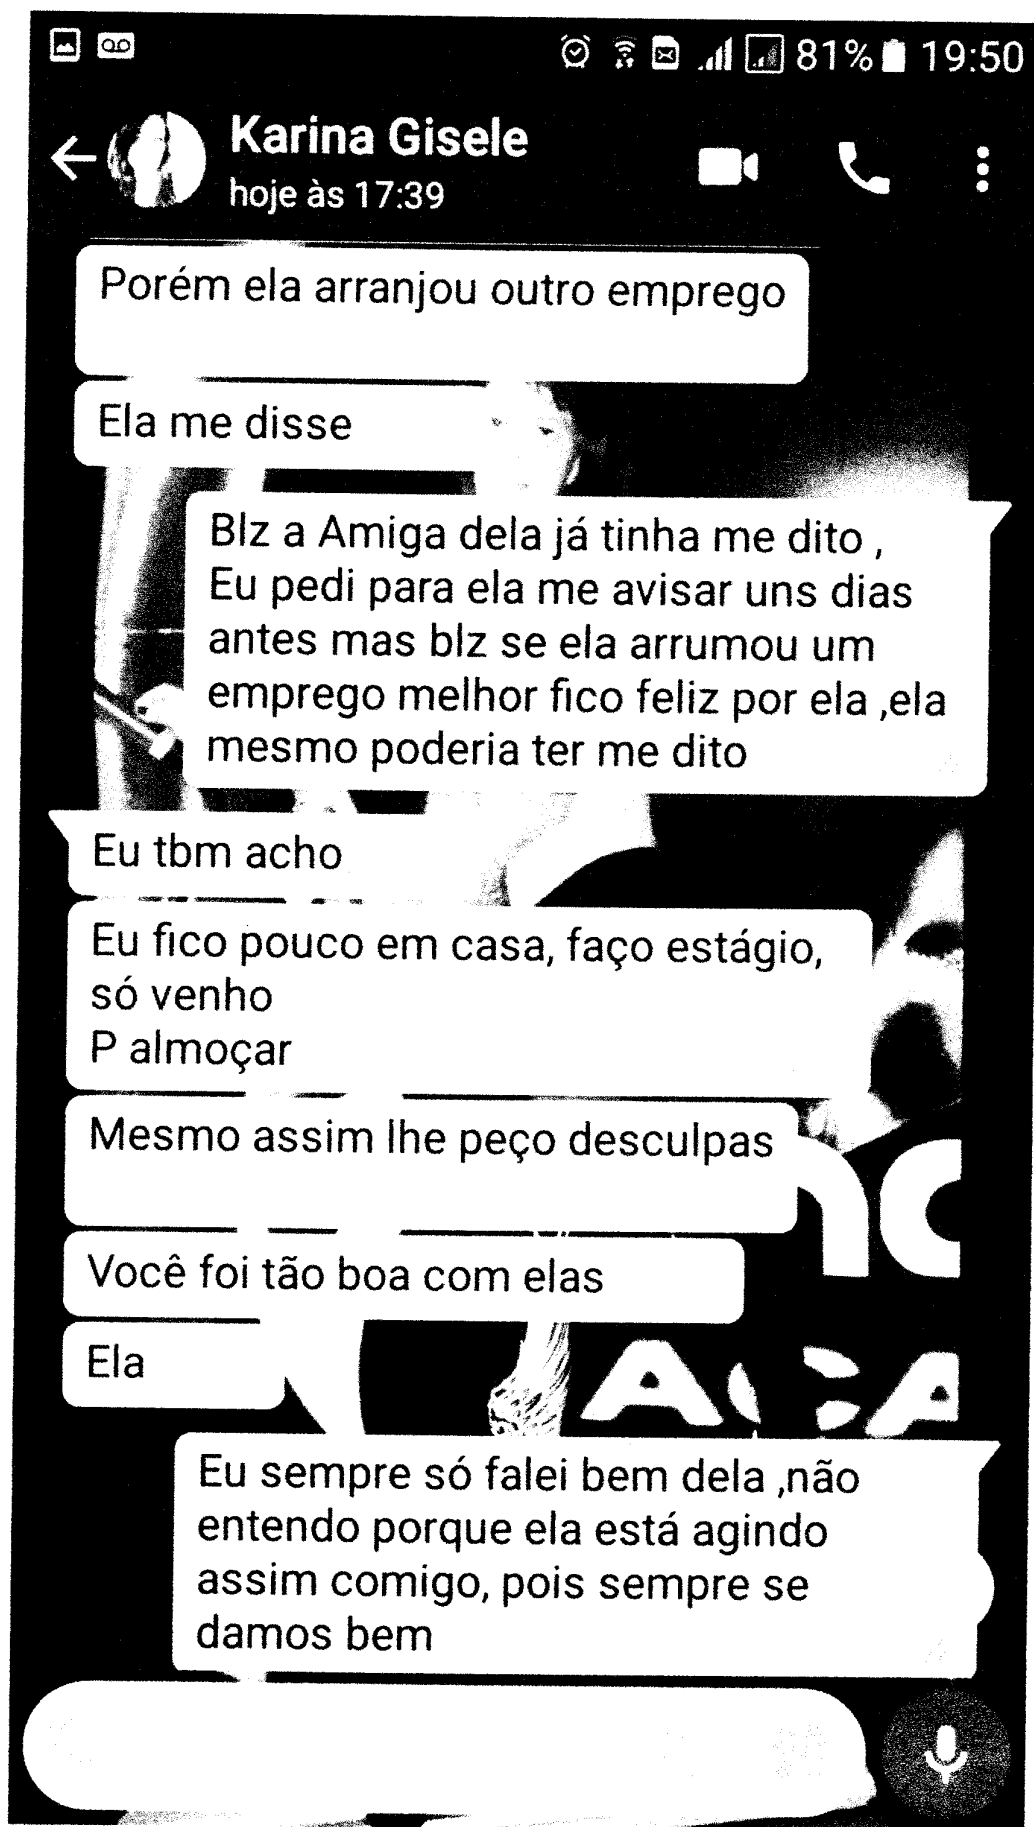 81% 19:50
Karina Gisele
hoje às 17:39
Porém ela arranjou outro emprego
Ela me disse
Blz a Amiga dela já tinha me dito ,
Eu pedi para ela me avisar uns dias
antes mas blz se ela arrumou um
emprego melhor fico feliz por ela ,ela
mesmo poderia ter me dito
Eu tbm acho
Eu fico pouco em casa, faço estágio,
só venho
P almoçar
Mesmo assim lhe peço desculpas
Você foi tão boa com elas
Ela
Eu sempre só falei bem dela ,não
entendo porque ela está agindo
assim comigo, pois sempre se
damos bem